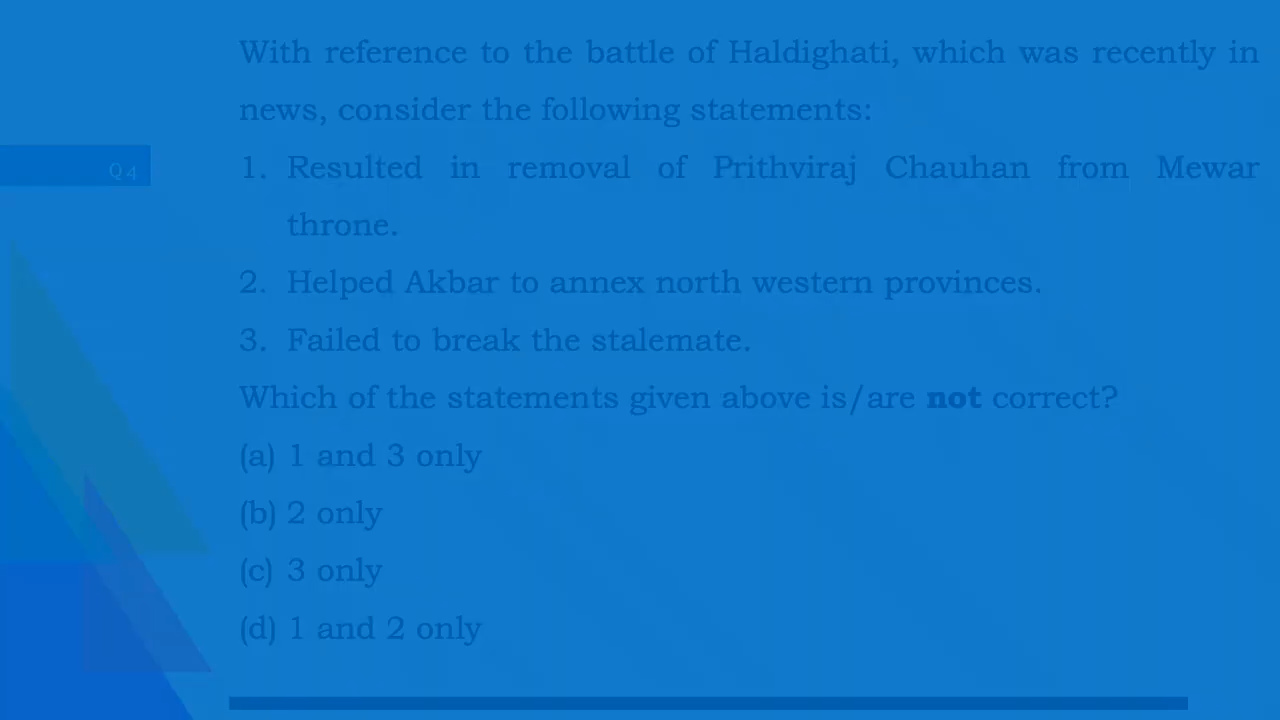 With reference to the battle of Haldighati, which was recently in
news, consider the following statements:
Q4
1. Resulted in removal of Prithviraj Chauhan from Mewar
throne.
2. Helped Akbar to annex north western provinces.
3. Failed to break the stalemate.
Which of the statements given above is/are not correct?
(a) 1 and 3 only
(b) 2 only
(c) 3 only
(d) 1 and 2 only